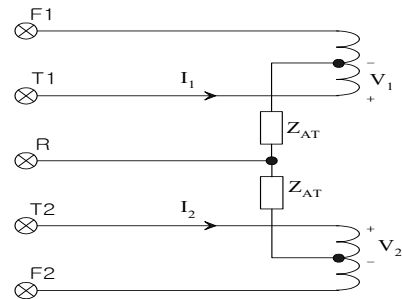 F1
T1
I1
−
V1
+
ZAT
R
ZAT
T2
I2
+
V2
−
F2